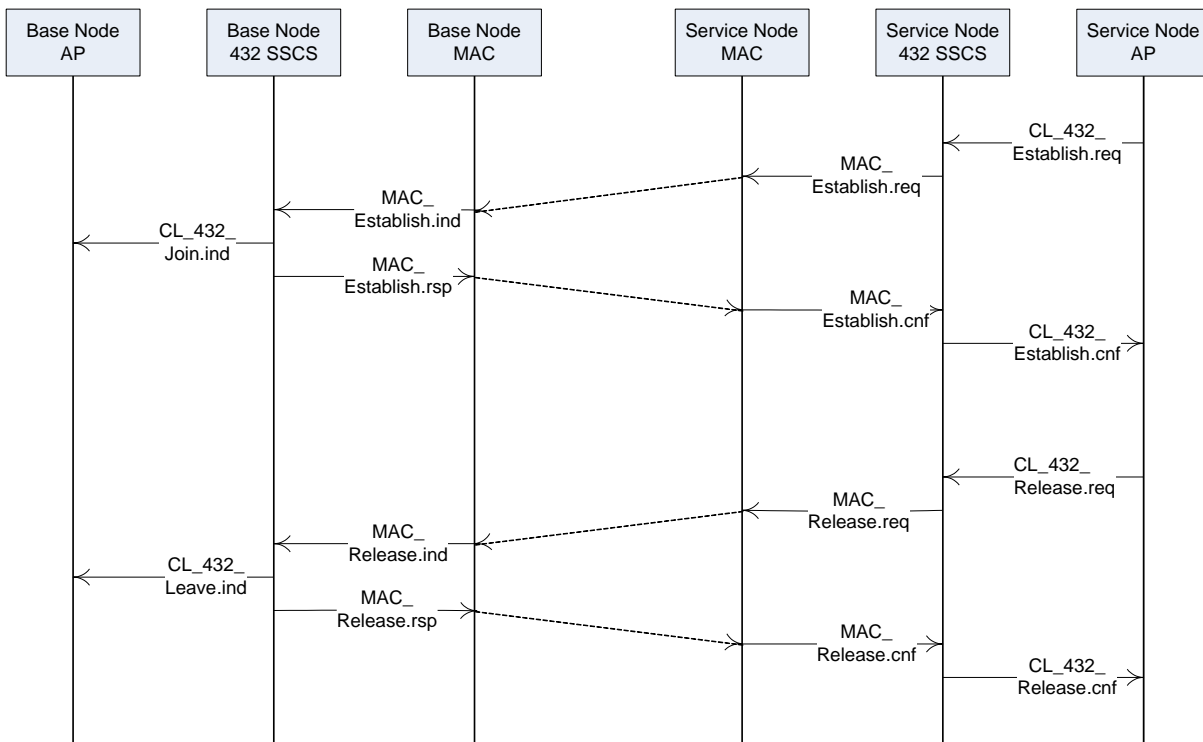 Base Node
AP
Base Node
432 SSCS
Base Node
MAC
Service Node
MAC
Service Node
432 SSCS
Service Node
AP
CL_432_
Establish.req
MAC_
Establish.req
MAC_
Establish.ind
CL_432_
Join.ind
MAC_
Establish.rsp
MAC_
Establish.cnf
CL_432_
Establish.cnf
CL_432_
Release.req
MAC_
Release.req
MAC_
Release.ind
CL_432_
Leave.ind
MAC_
Release.rsp
MAC_
Release.cnf
CL_432_
Release.cnf